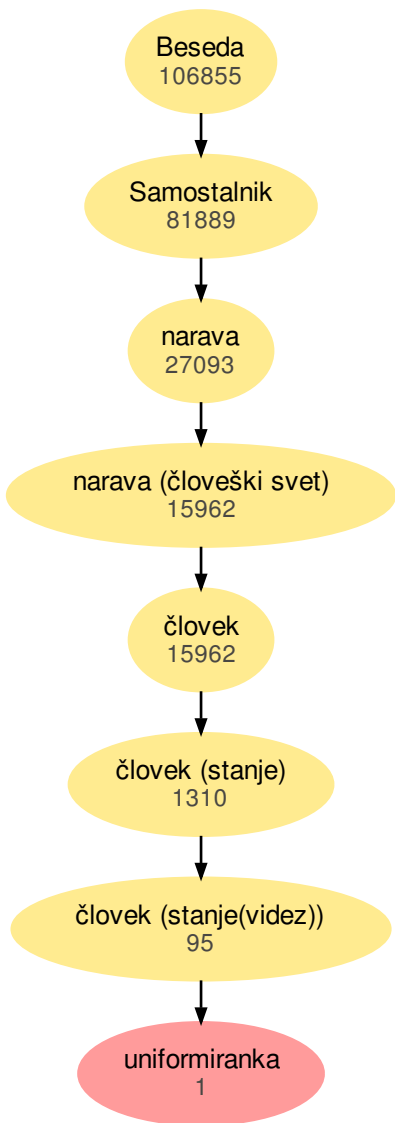 Beseda
106855
Samostalnik
81889
narava
27093
narava (človeški svet)
15962
človek
15962
človek (stanje)
1310
človek (stanje(videz))
95
uniformiranka
1